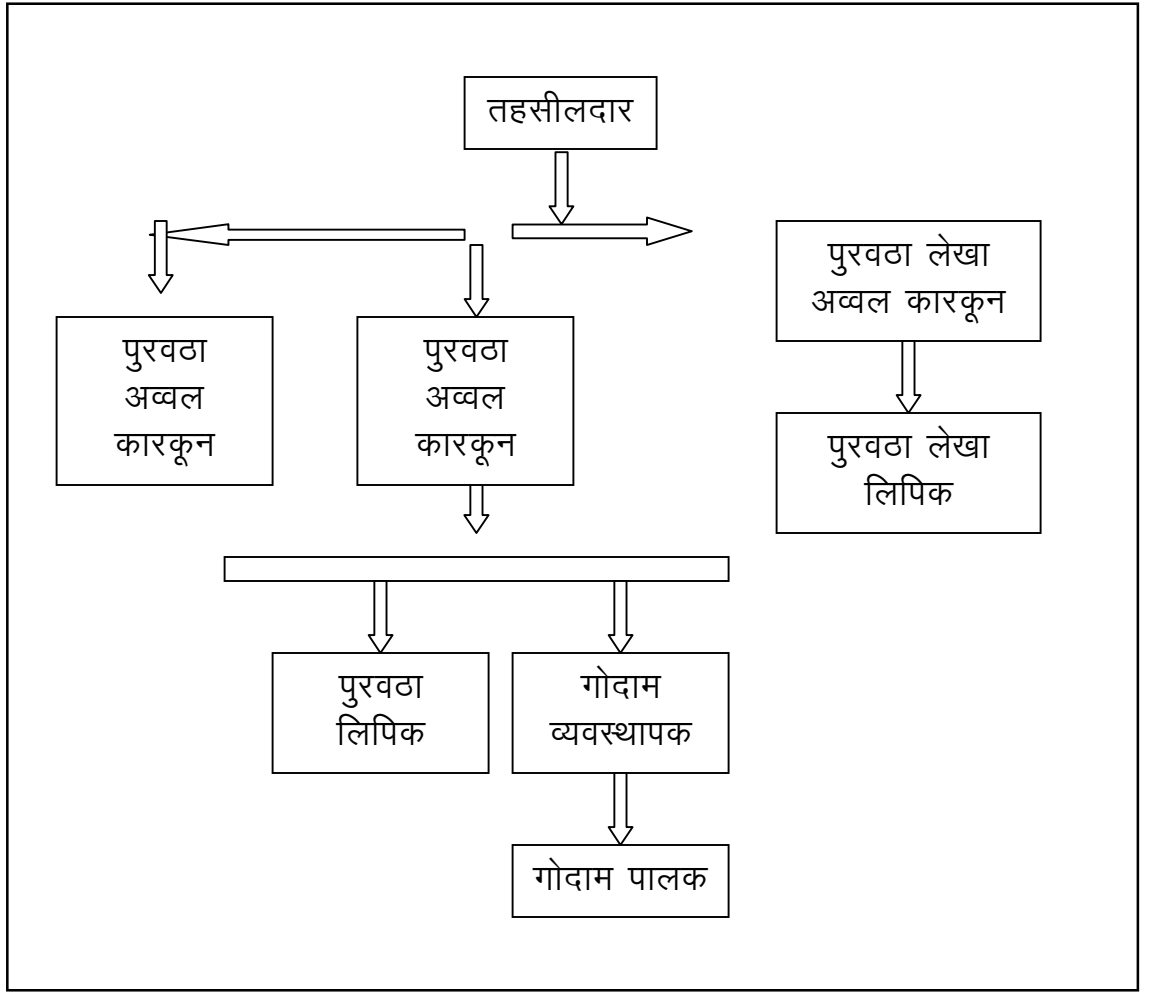 तहसीलदार
पुरवठा लेखा
अव्वल कारकून
पुरवठा
अव्वल
कारकून
पुरवठा
अव्वल
कारकून
पुरवठा लेखा
लिपिक
पुरवठा
लिपिक
गोदाम
व्यवस्थापक
गोदाम पालक